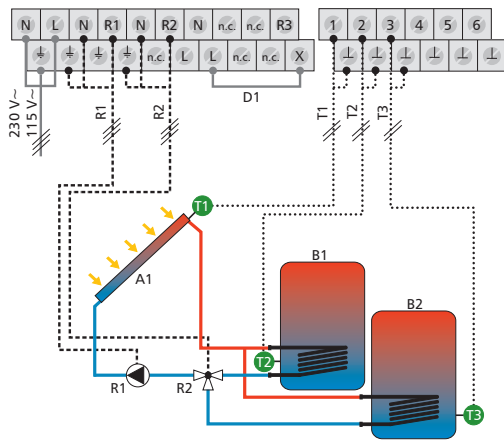 N L N R1 N R2 N n.c. n.c. R3
n.c. L L n.c. n.c. X
1 2 3 4 5 6
230 V~
115 V~
R1
R2
D1
T1
T2
T3
T1
A1
B1
B2
T2
T3
R1
R2